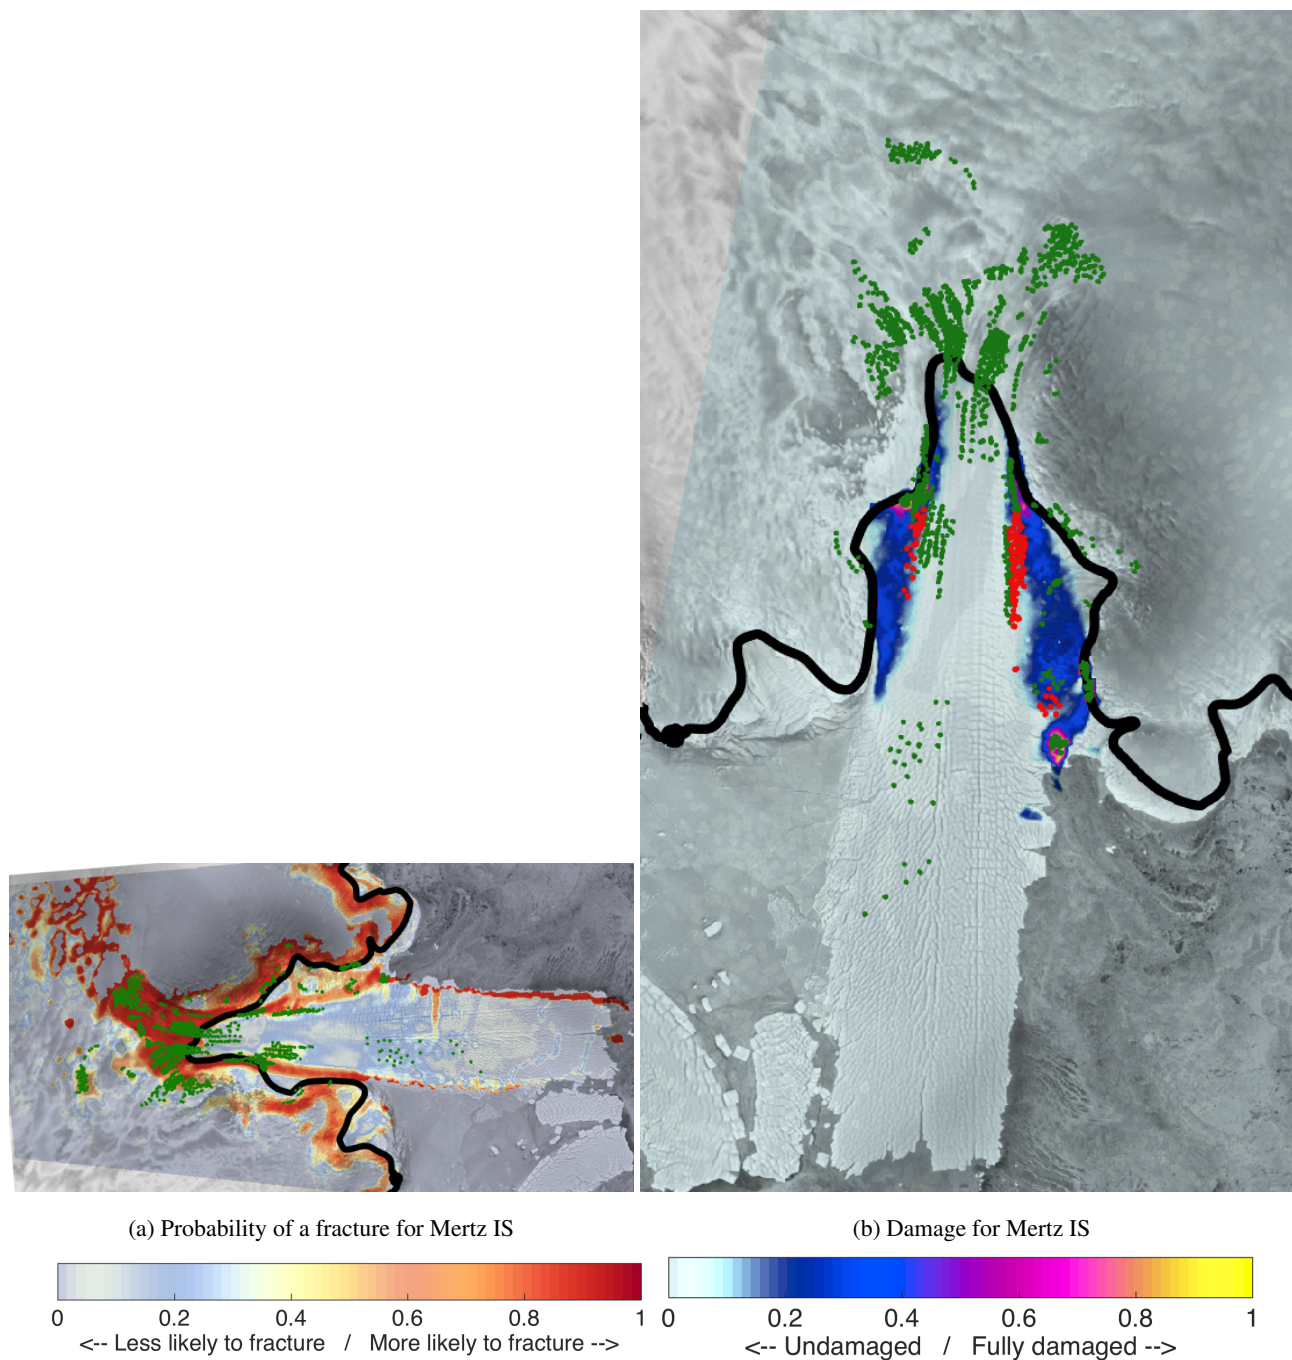 (a) Probability of a fracture for Mertz IS
(b) Damage for Mertz IS
0 0.2 0.4 0.6 0.8 1
<-- Less likely to fracture / More likely to fracture -->
0 0.2 0.4 0.6 0.8 1
<-- Undamaged / Fully damaged -->